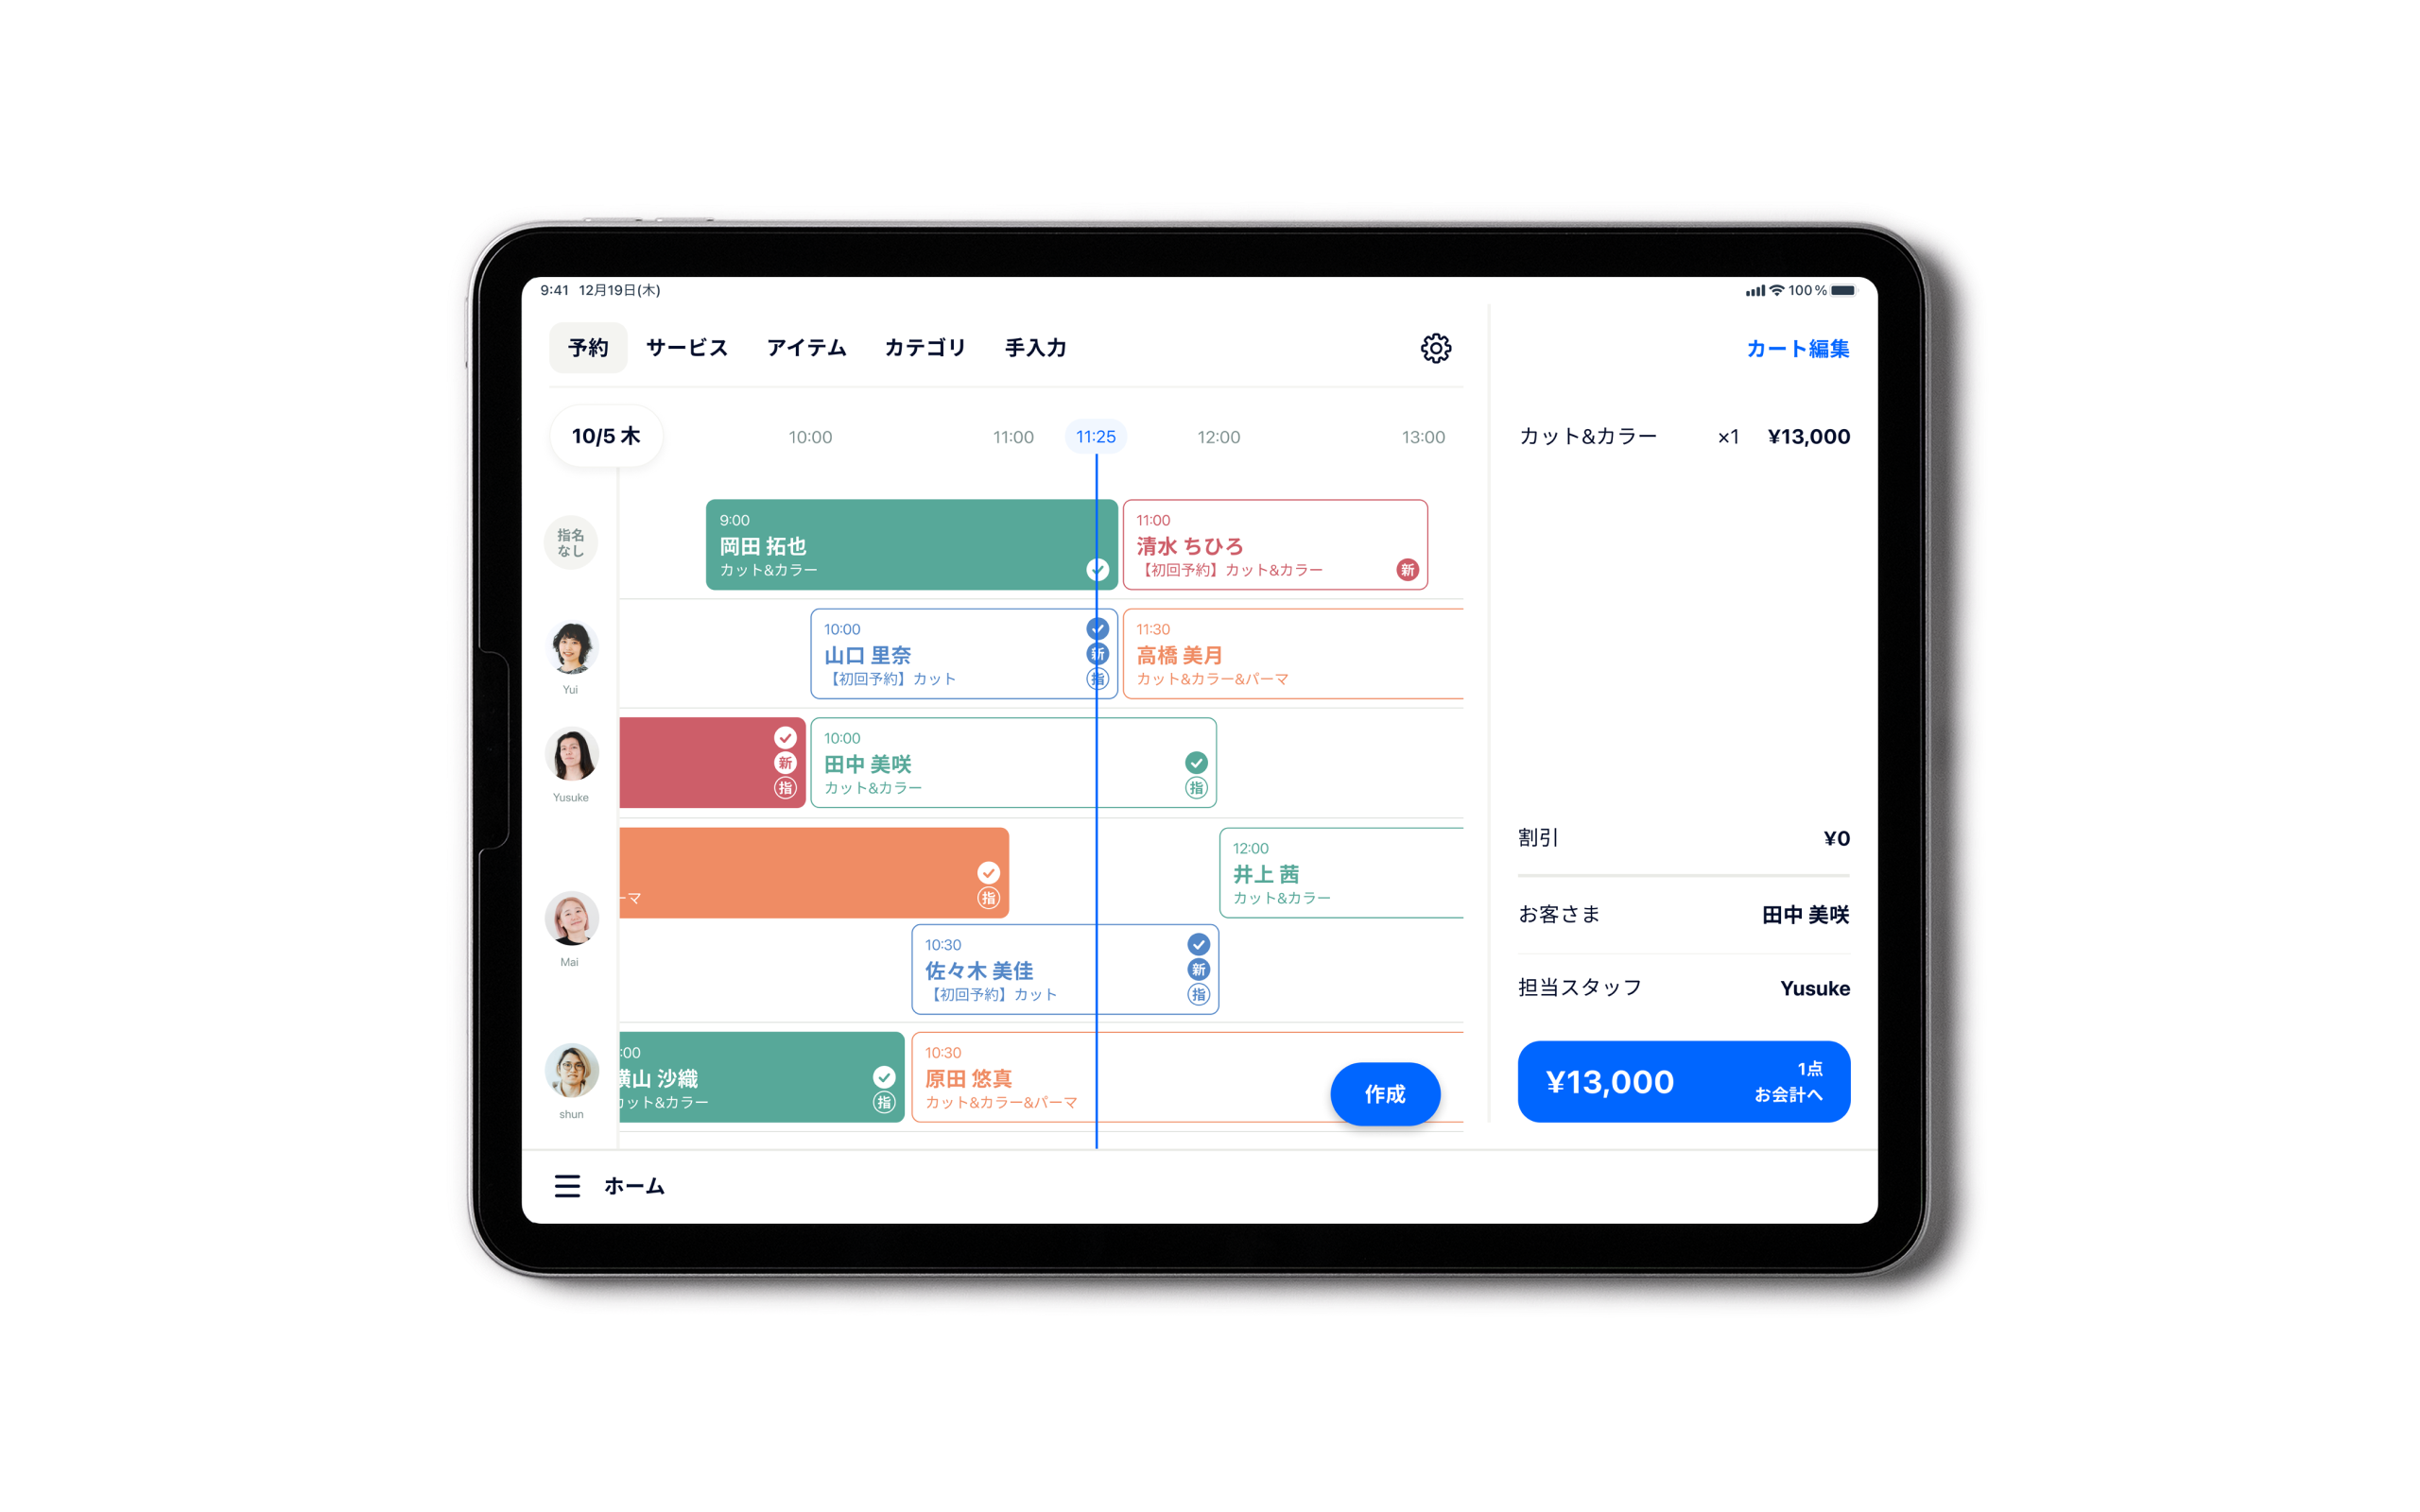 9:41 12月19日(木)
100%
予約 サービス アイテム カテゴリ 手入力
カート編集
10/5 木
10:00 11:00 11:25 12:00 13:00
カット&カラー ×1 ¥13,000
指名
なし
9:00
岡田 拓也
カット&カラー
11:00
清水 ちひろ
【初回予約】カット&カラー
新
Yui
10:00
山口 里奈
【初回予約】カット
新
指
11:30
高橋 美月
カット&カラー&パーマ
Yusuke
新
指
10:00
田中 美咲
カット&カラー
指
Mai
ーマ
指
12:00
井上 茜
カット&カラー
10:30
佐々木 美佳
【初回予約】カット
新
指
shun
:00
横山 沙織
カット&カラー
指
10:30
原田 悠真
カット&カラー&パーマ
作成
割引 ¥0
お客さま 田中 美咲
担当スタッフ Yusuke
¥13,000
1点
お会計へ
ホーム